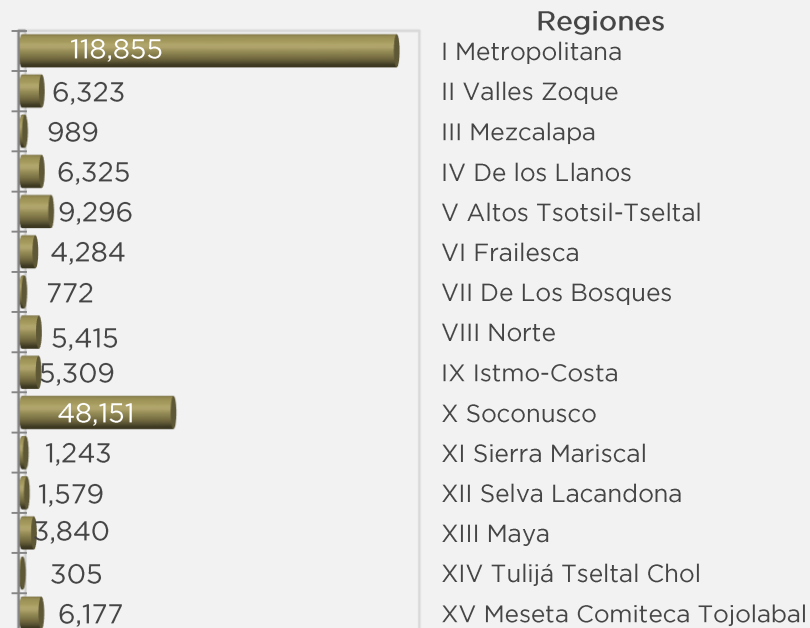 Regiones
118,855 I Metropolitana
6,323 II Valles Zoque
989 III Mezcalapa
6,325 IV De los Llanos
9,296 V Altos Tsotsil-Tseltal
4,284 VI Frailesca
772 VII De Los Bosques
5,415 VIII Norte
5,309 IX Istmo-Costa
48,151 X Soconusco
1,243 XI Sierra Mariscal
1,579 XII Selva Lacandona
3,840 XIII Maya
305 XIV Tulijá Tseltal Chol
6,177 XV Meseta Comiteca Tojolabal